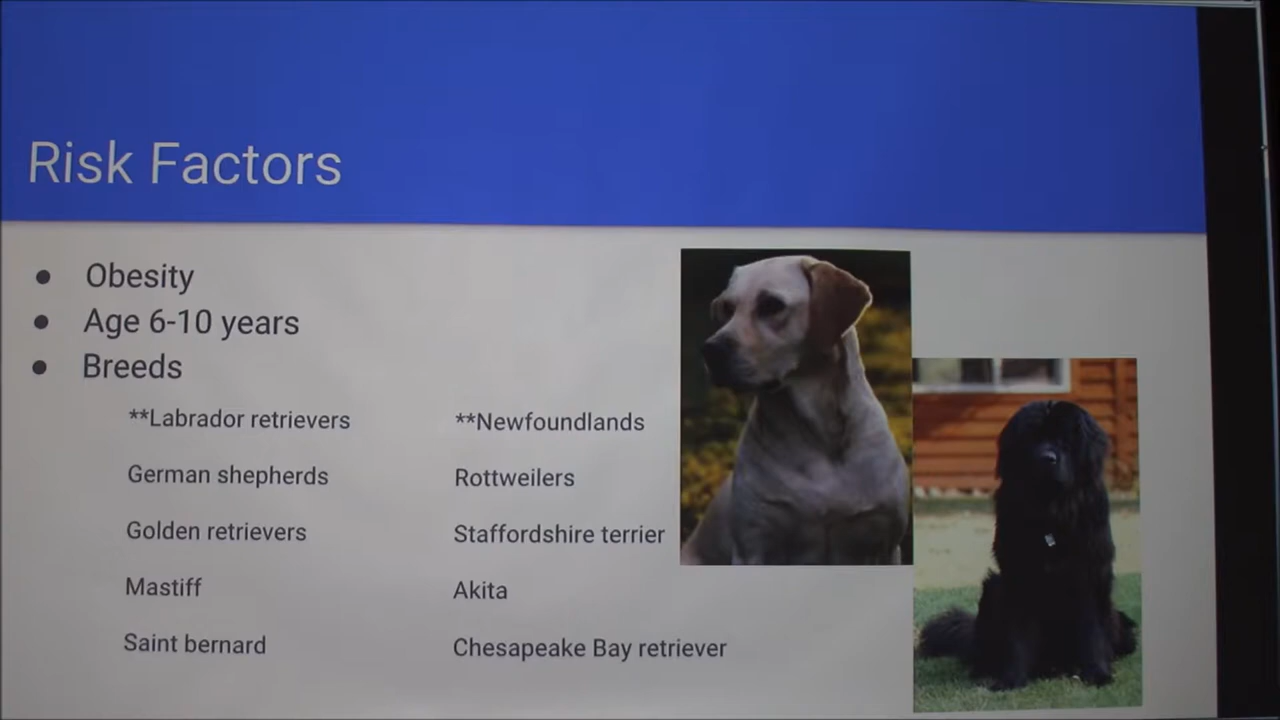 Risk Factors
● Obesity
● Age 6-10 years
● Breeds
**Labrador retrievers
German shepherds
Golden retrievers
Mastiff
Saint bernard
**Newfoundlands
Rottweilers
Staffordshire terrier
Akita
Chesapeake Bay retriever